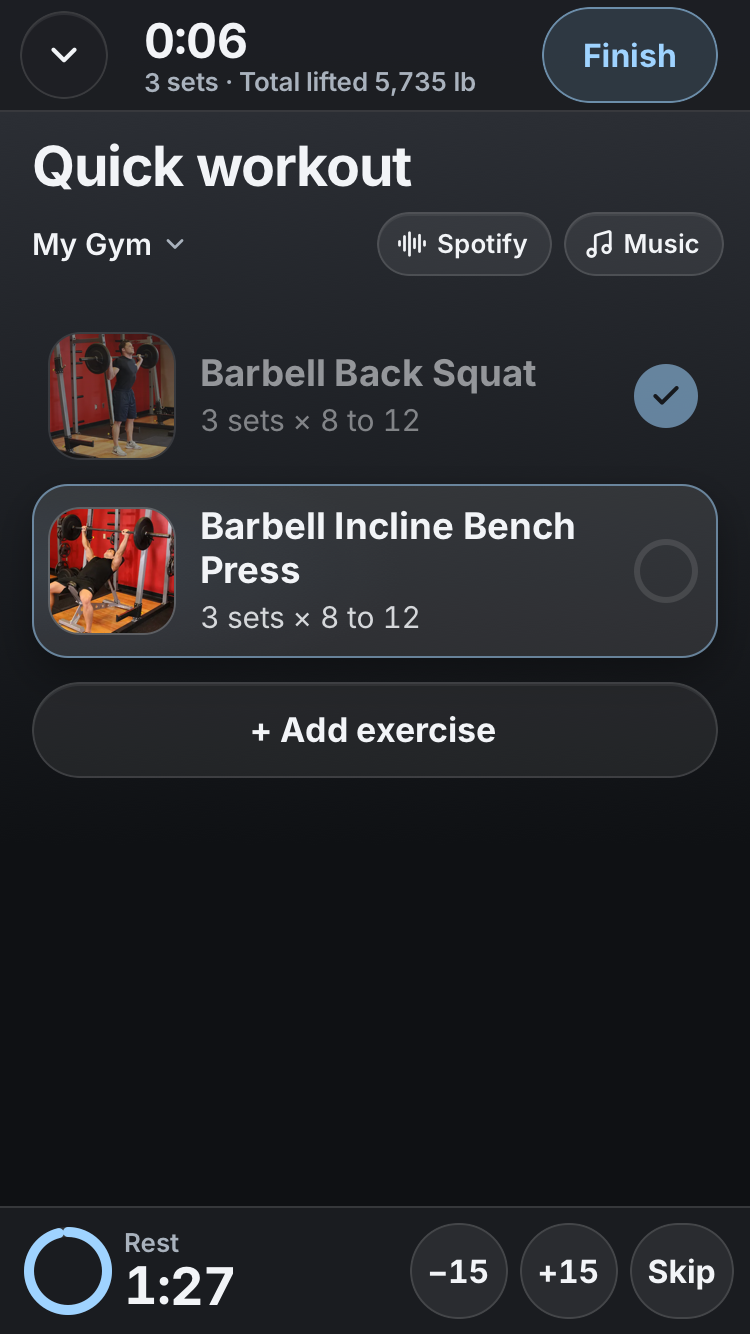 0:06
3 sets · Total lifted 5,735 lb
Finish
Quick workout
My Gym
Spotify
Music
Barbell Back Squat
3 sets × 8 to 12
Barbell Incline Bench
Press
3 sets × 8 to 12
+ Add exercise
Rest
1:27
−15
+15
Skip